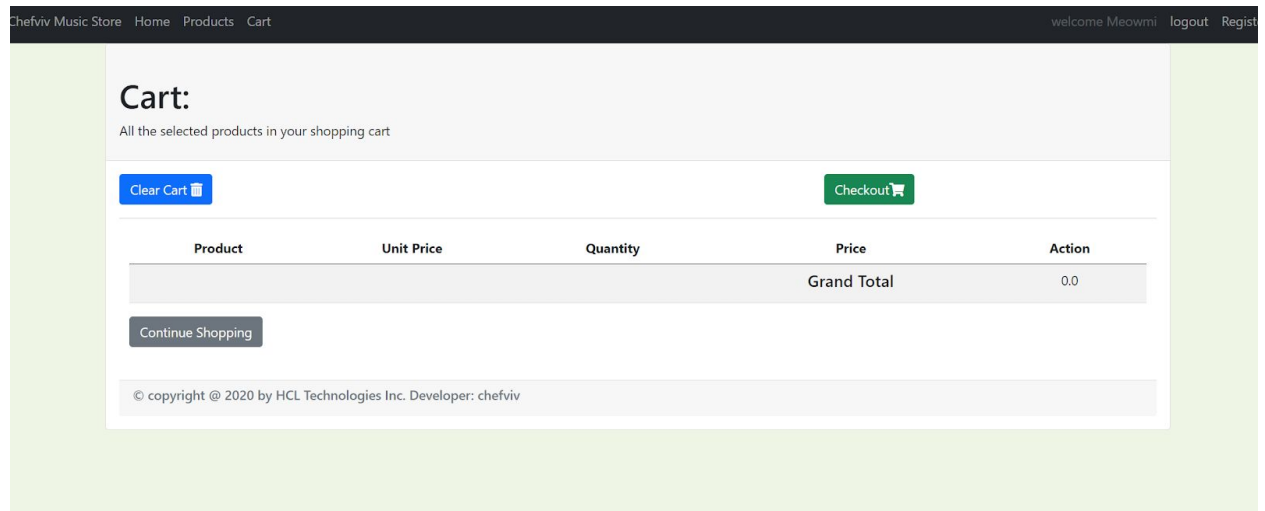 Chefviv Music Store Home Products Cart welcome Meowmi logout Regist
Cart:
All the selected products in your shopping cart
Clear Cart Checkout
Product Unit Price Quantity Price Action
Grand Total 0.0
Continue Shopping
© copyright @ 2020 by HCL Technologies Inc. Developer: chefviv